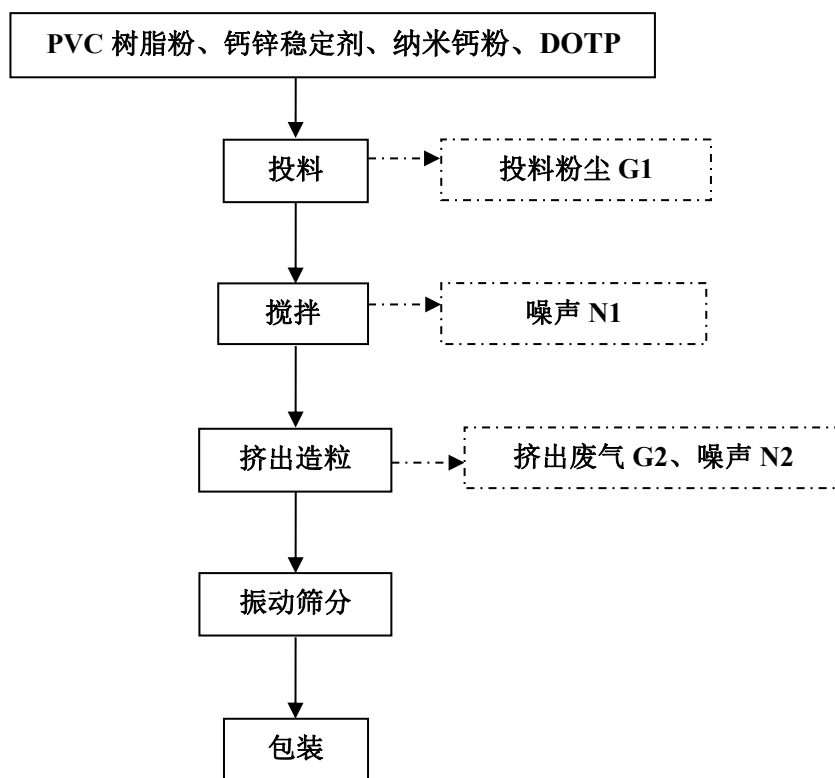 PVC 树脂粉、钙锌稳定剂、纳米钙粉、DOTP
投料
投料粉尘 G1
搅拌
噪声 N1
挤出造粒
挤出废气 G2、噪声 N2
振动筛分
包装